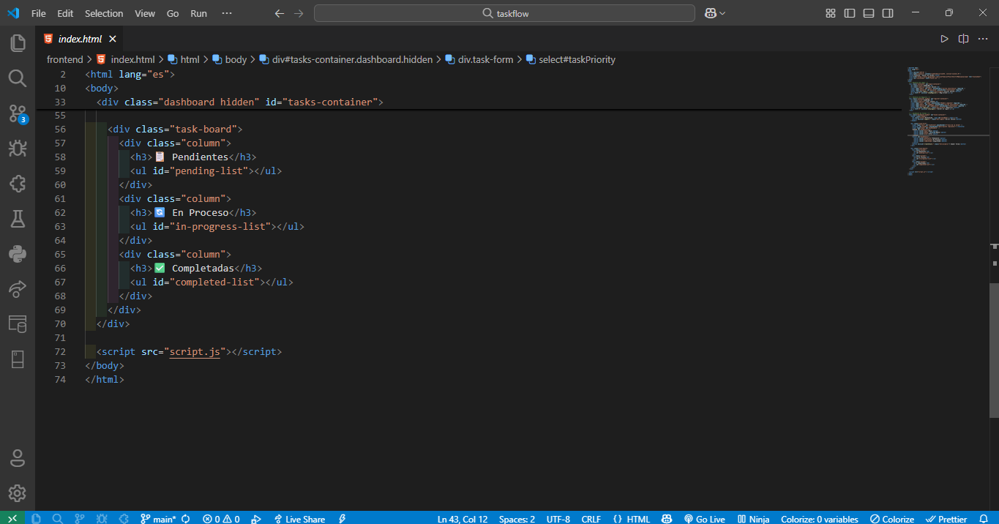 File Edit Selection View Go Run ··· taskflow
index.html
frontend > index.html > html > body > div#tasks-container.dashboard.hidden > div.task-form > select#taskPriority
2 <html lang="es">
10 <body>
33 <div class="dashboard hidden" id="tasks-container">
55
56 <div class="task-board">
57 <div class="column">
58 <h3>📋 Pendientes</h3>
59 <ul id="pending-list"></ul>
60 </div>
61 <div class="column">
62 <h3>🔄 En Proceso</h3>
63 <ul id="in-progress-list"></ul>
64 </div>
65 <div class="column">
66 <h3>✅ Completadas</h3>
67 <ul id="completed-list"></ul>
68 </div>
69 </div>
70 </div>
71
72 <script src="script.js"></script>
73 </body>
74 </html>
3
main* 0 0 Live Share Ln 43, Col 12 Spaces: 2 UTF-8 CRLF {} HTML Go Live Ninja Colorize: 0 variables Colorize Prettier